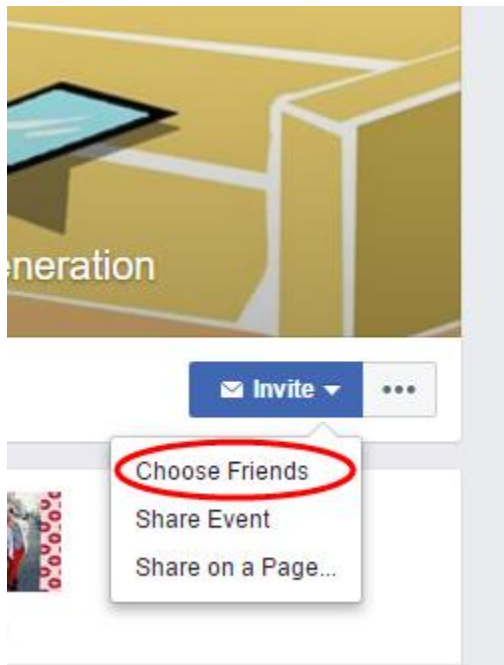 eneration
Invite
Choose Friends
Share Event
Share on a Page...